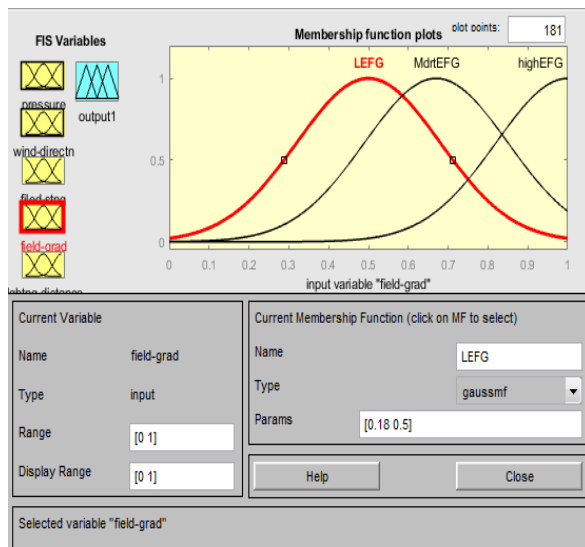 FIS Variables
Membership function plots
plot points:
181
LEFG
MdrtEFG
highEFG
pressure
output1
wind-directn
filed-stng
field-grad
1
0.5
0
0 0.1 0.2 0.3 0.4 0.5 0.6 0.7 0.8 0.9 1
input variable "field-grad"
Current Variable
Name field-grad
Type input
Range [0 1]
Display Range [0 1]
Current Membership Function (click on MF to select)
Name LEFG
Type gaussmf
Params [0.18 0.5]
Help
Close
Selected variable "field-grad"